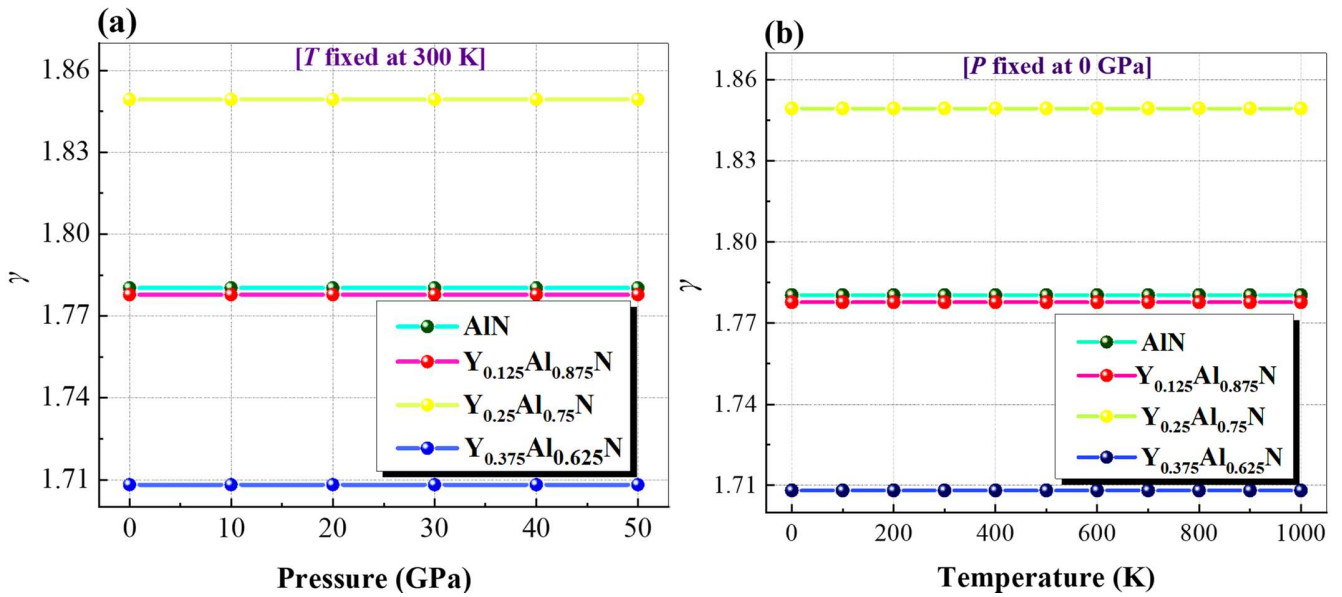 (a)
[T fixed at 300 K]
1.86
1.83
1.80
1.77
1.74
1.71
γ
AlN
Y0.125Al0.875N
Y0.25Al0.75N
Y0.375Al0.625N
0 10 20 30 40 50
Pressure (GPa)
(b)
[P fixed at 0 GPa]
1.86
1.83
1.80
1.77
1.74
1.71
γ
AlN
Y0.125Al0.875N
Y0.25Al0.75N
Y0.375Al0.625N
0 200 400 600 800 1000
Temperature (K)